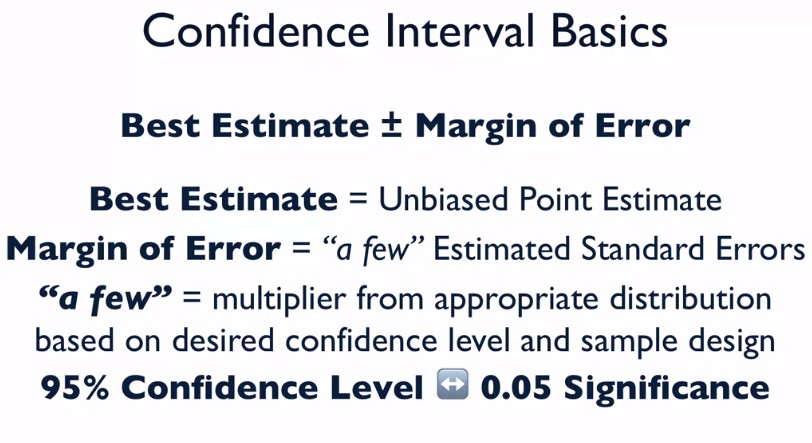 Confidence Interval Basics
Best Estimate ± Margin of Error
Best Estimate = Unbiased Point Estimate
Margin of Error = “a few” Estimated Standard Errors
“a few” = multiplier from appropriate distribution
based on desired confidence level and sample design
95% Confidence Level ↔ 0.05 Significance